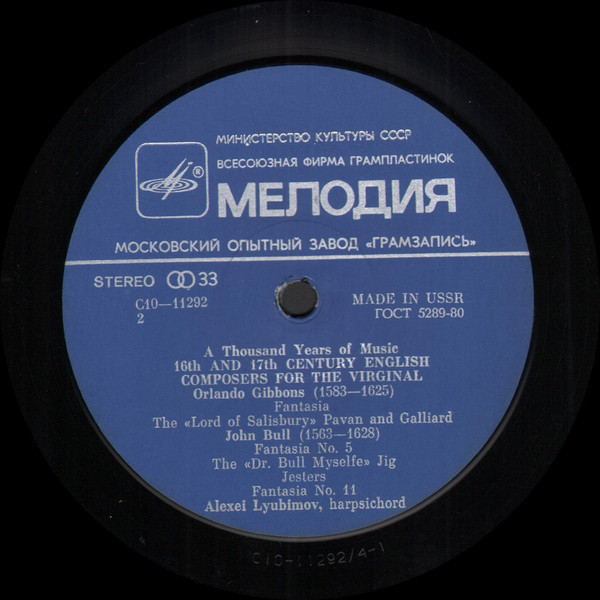 МИНИСТЕРСТВО КУЛЬТУРЫ СССР
ВСЕСОЮЗНАЯ ФИРМА ГРАМПЛАСТИНОК
®
МЕЛОДИЯ
МОСКОВСКИЙ ОПЫТНЫЙ ЗАВОД «ГРАМЗАПИСЬ»
STEREO 33
С10—11292
2
MADE IN USSR
ГОСТ 5289-80
A Thousand Years of Music
16th AND 17th CENTURY ENGLISH
COMPOSERS FOR THE VIRGINAL
Orlando Gibbons (1583—1625)
Fantasia
The «Lord of Salisbury» Pavan and Galliard
John Bull (1563—1628)
Fantasia No. 5
The «Dr. Bull Myselfe» Jig
Jesters
Fantasia No. 11
Alexei Lyubimov, harpsichord
С10-11292/4-1